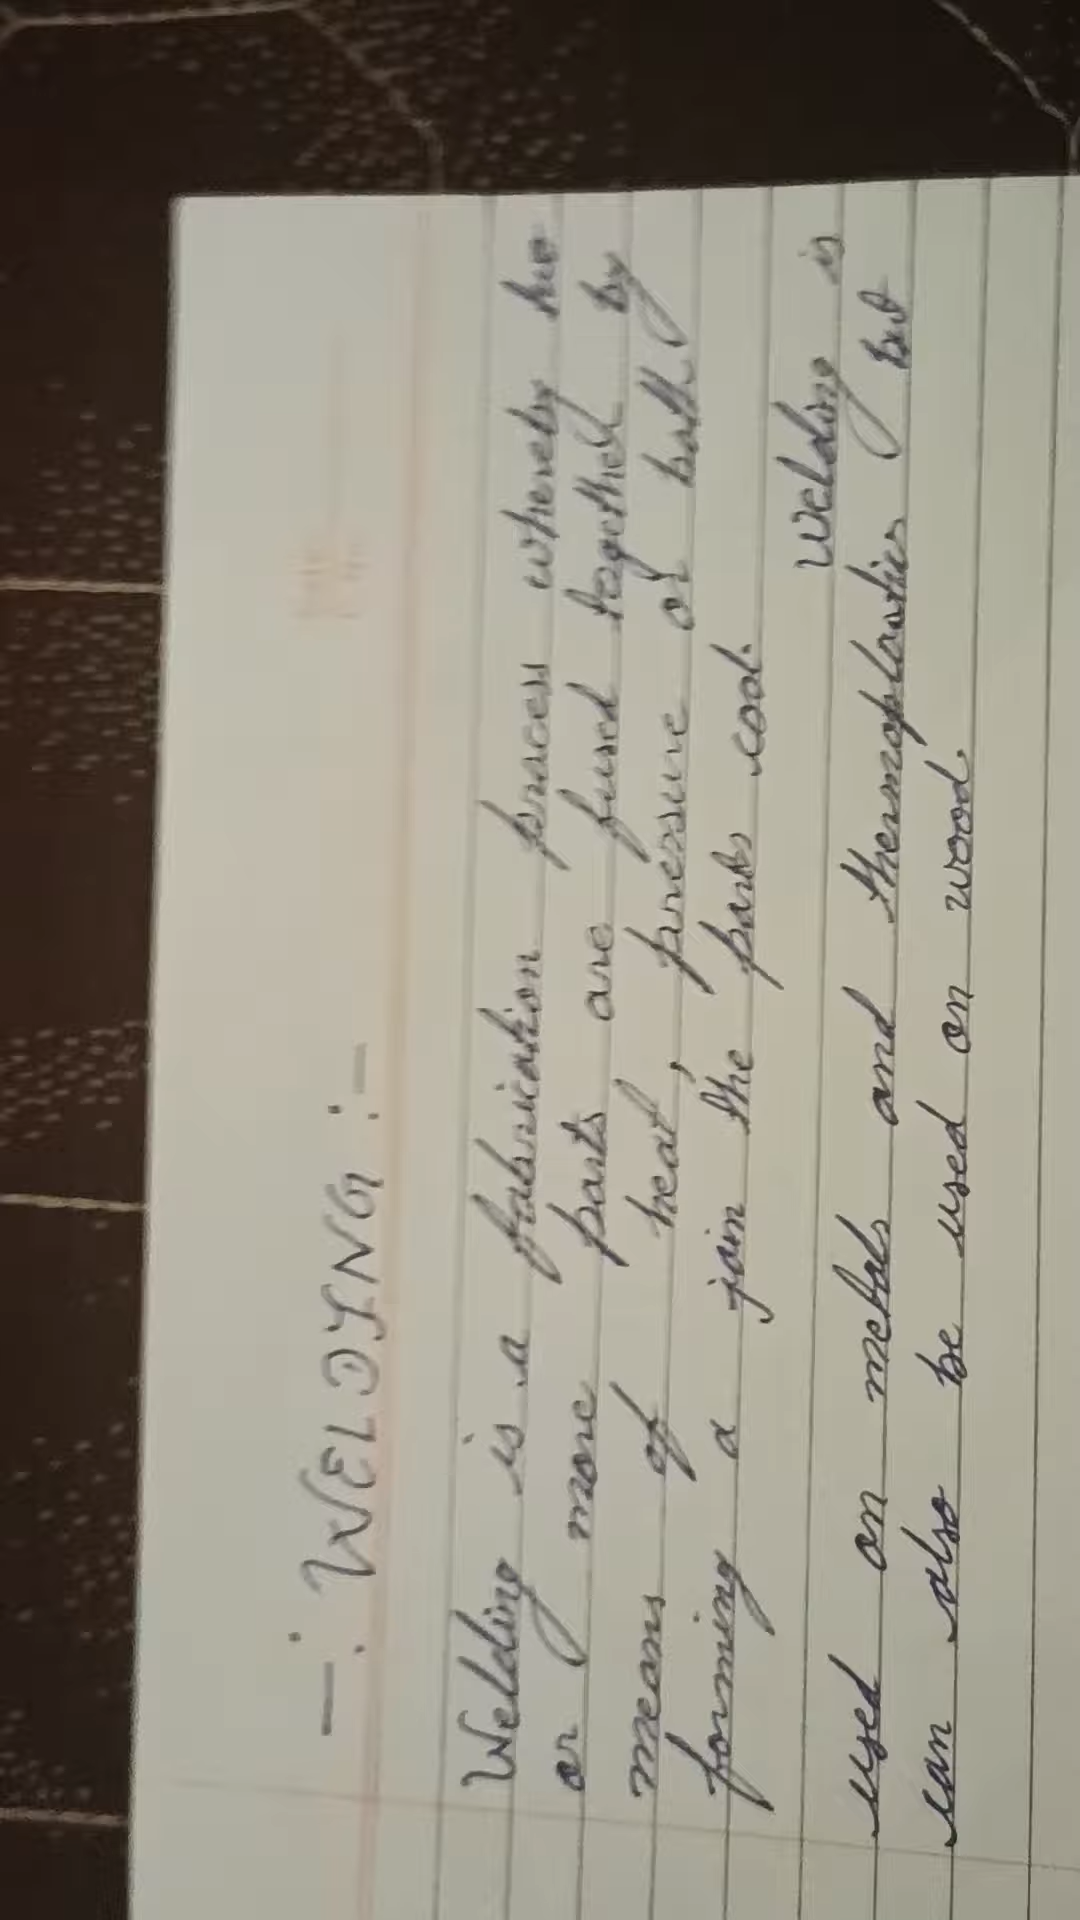 -: WELDING :-
Welding is a fabrication process whereby two
or more parts are fused together by
means of heat, pressure or both
forming a join the parts cool.
Welding is
used on metals and thermoplastics but
can also be used on wood.